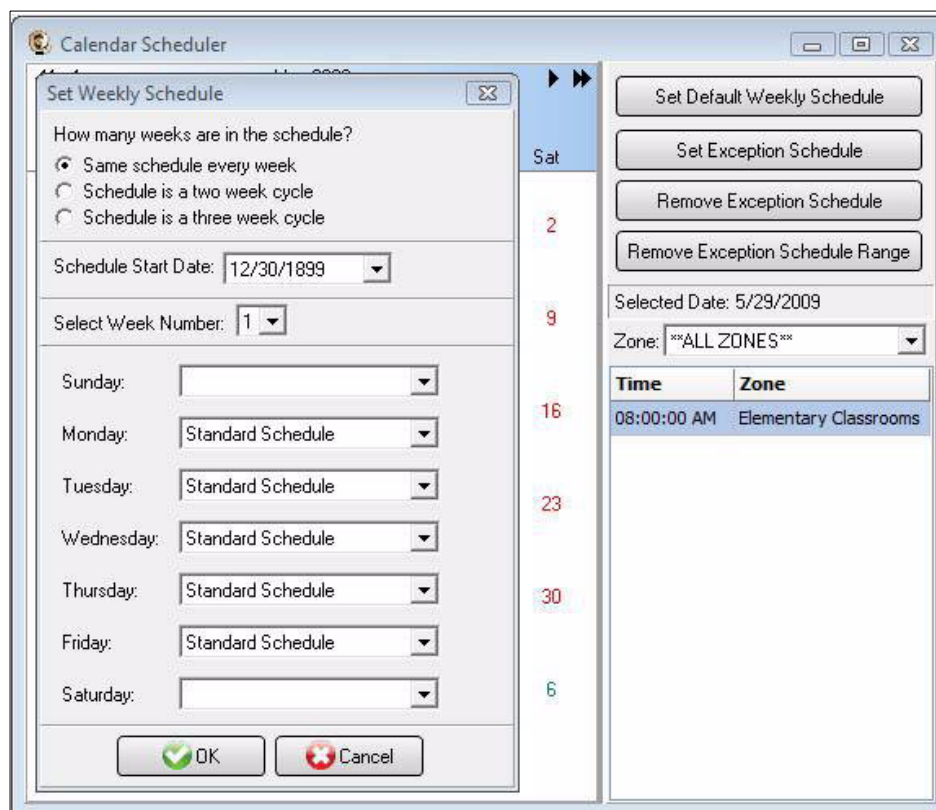 Calendar Scheduler
Set Weekly Schedule
How many weeks are in the schedule?
Same schedule every week
Schedule is a two week cycle
Schedule is a three week cycle
Schedule Start Date: 12/30/1899
Select Week Number: 1
Sunday:
Monday: Standard Schedule
Tuesday: Standard Schedule
Wednesday: Standard Schedule
Thursday: Standard Schedule
Friday: Standard Schedule
Saturday:
OK Cancel
Sat
2
9
16
23
30
6
Set Default Weekly Schedule
Set Exception Schedule
Remove Exception Schedule
Remove Exception Schedule Range
Selected Date: 5/29/2009
Zone: **ALL ZONES**
Time Zone
08:00:00 AM Elementary Classrooms